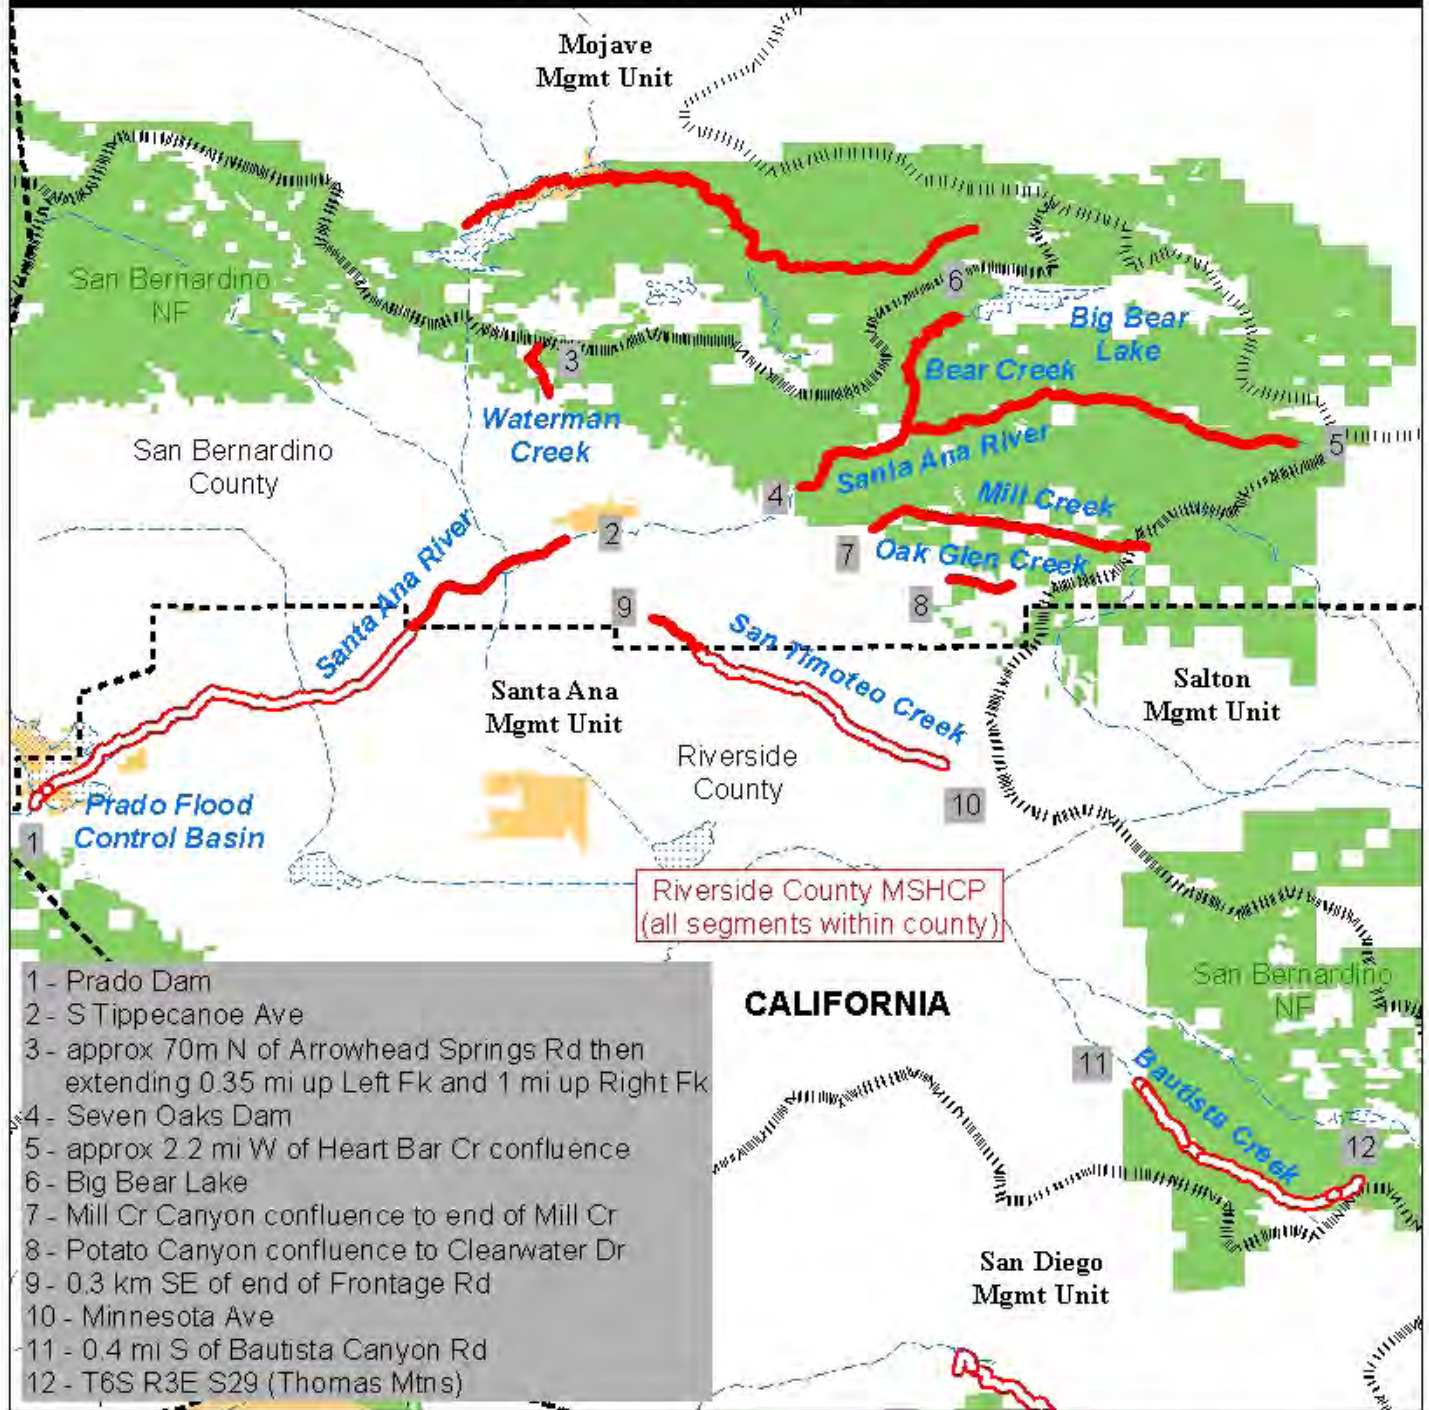 Mojave
Mgmt Unit
San Bernardino
NF
6
Big Bear
Lake
3
Bear Creek
Waterman
Creek
San Bernardino
County
5
Santa Ana River
4
Mill Creek
2
Santa Ana River
7
Oak Glen Creek
8
9
San Timoteo Creek
Santa Ana
Mgmt Unit
Salton
Mgmt Unit
Riverside
County
10
Prado Flood
Control Basin
1
Riverside County MSHCP
(all segments within county)
San Bernardino
NF
CALIFORNIA
11
Bautista Creek
12
San Diego
Mgmt Unit
1 - Prado Dam
2 - S Tippecanoe Ave
3 - approx 70m N of Arrowhead Springs Rd then
extending 0.35 mi up Left Fk and 1 mi up Right Fk
4 - Seven Oaks Dam
5 - approx 2.2 mi W of Heart Bar Cr confluence
6 - Big Bear Lake
7 - Mill Cr Canyon confluence to end of Mill Cr
8 - Potato Canyon confluence to Clearwater Dr
9 - 0.3 km SE of end of Frontage Rd
10 - Minnesota Ave
11 - 0.4 mi S of Bautista Canyon Rd
12 - T6S R3E S29 (Thomas Mtns)